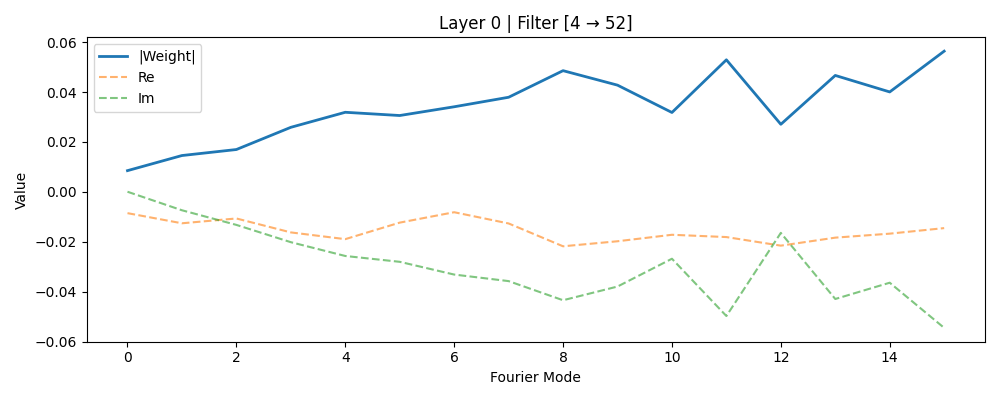 Layer 0 | Filter [4 → 52]
|Weight|
Re
Im
Value
0.06
0.04
0.02
0.00
−0.02
−0.04
−0.06
0 2 4 6 8 10 12 14
Fourier Mode